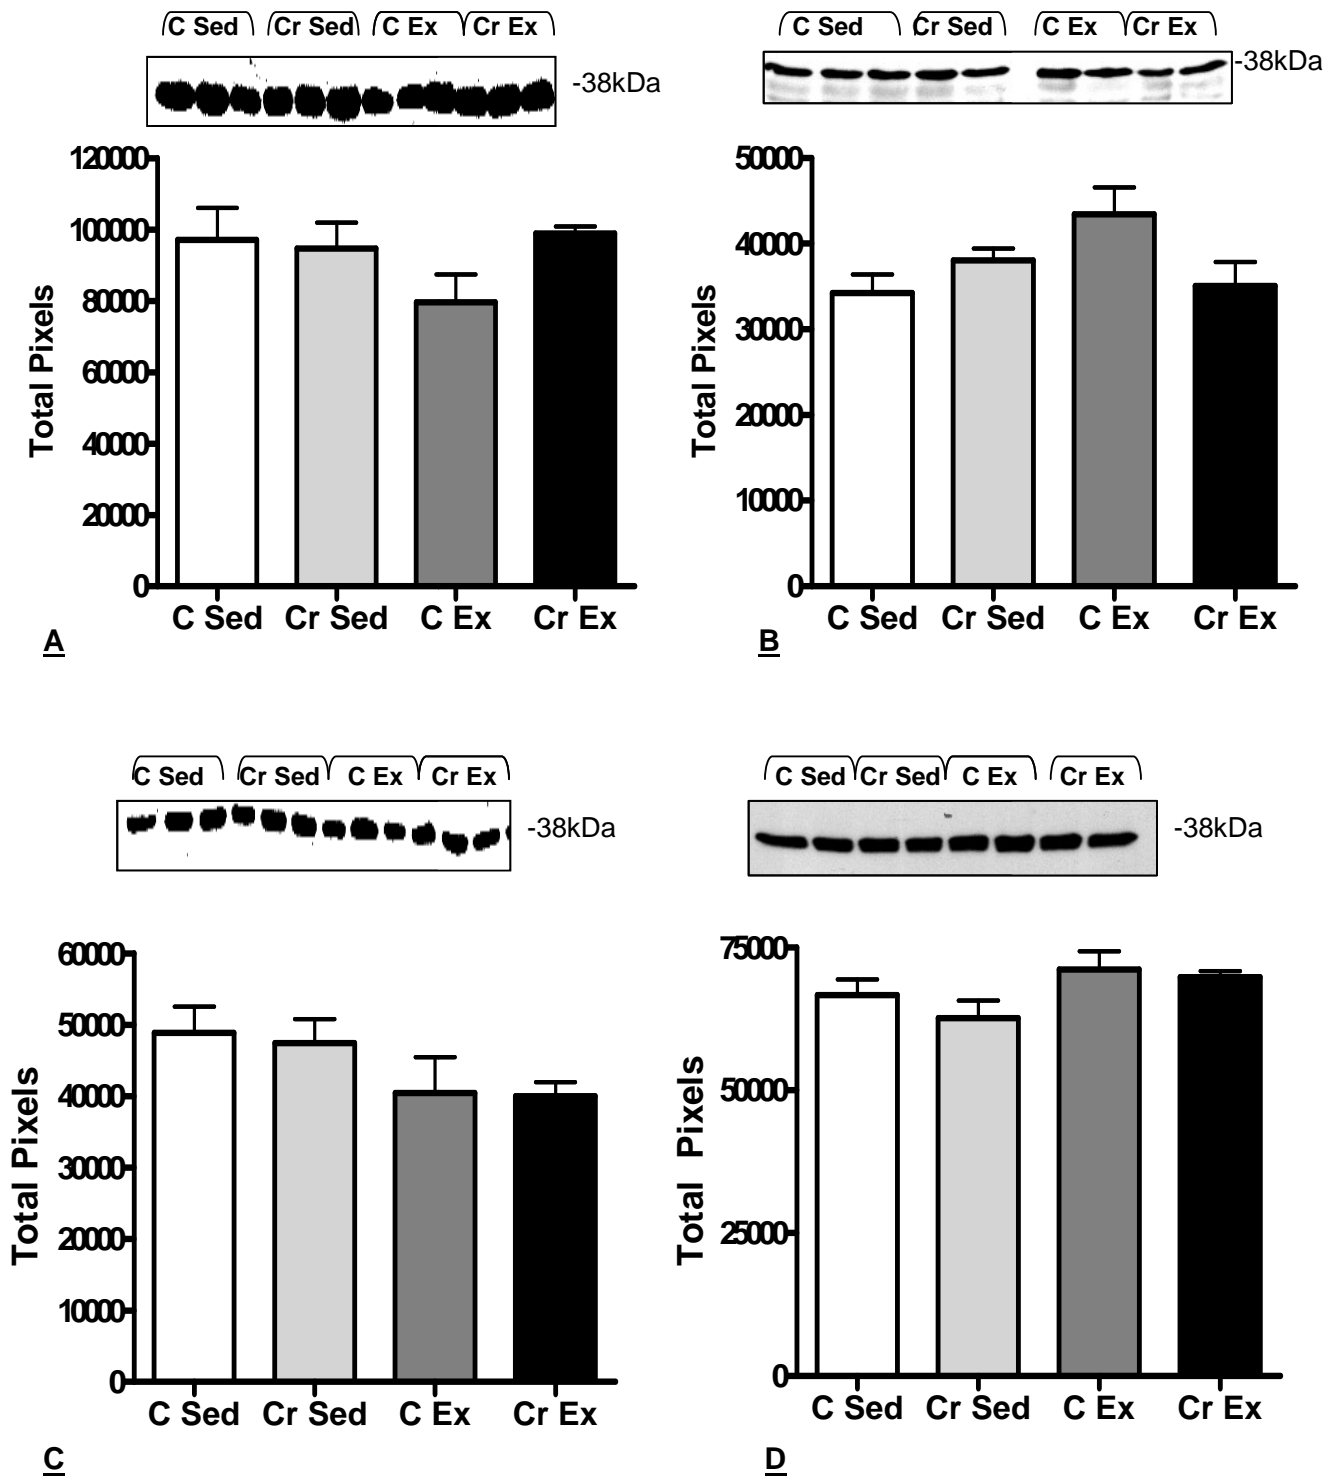 C Sed Cr Sed C Ex Cr Ex
-38kDa
120000
100000
80000
60000
40000
20000
0
Total Pixels
C Sed Cr Sed C Ex Cr Ex
A
C Sed Cr Sed C Ex Cr Ex
-38kDa
50000
40000
30000
20000
10000
0
Total Pixels
C Sed Cr Sed C Ex Cr Ex
B
C Sed Cr Sed C Ex Cr Ex
-38kDa
60000
50000
40000
30000
20000
10000
0
Total Pixels
C Sed Cr Sed C Ex Cr Ex
C
C Sed Cr Sed C Ex Cr Ex
-38kDa
75000
50000
25000
0
Total Pixels
C Sed Cr Sed C Ex Cr Ex
D